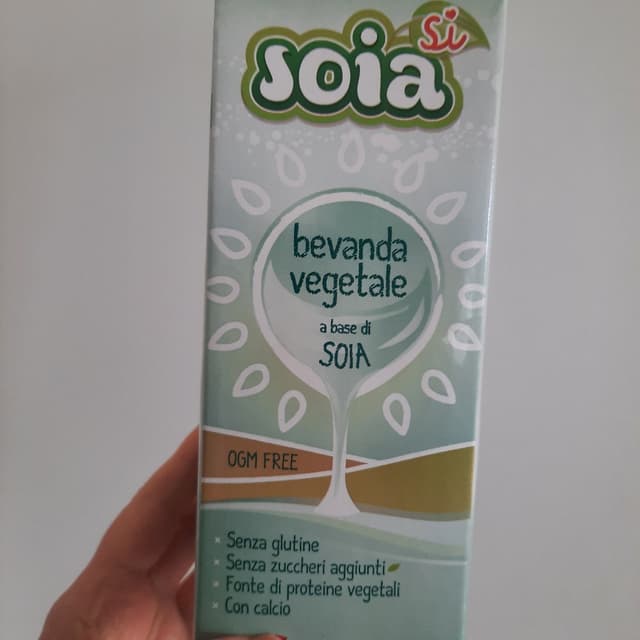 Si
soia
bevanda
vegetale
a base di
SOIA
OGM FREE
Senza glutine
Senza zuccheri aggiunti
Fonte di proteine vegetali
Con calcio